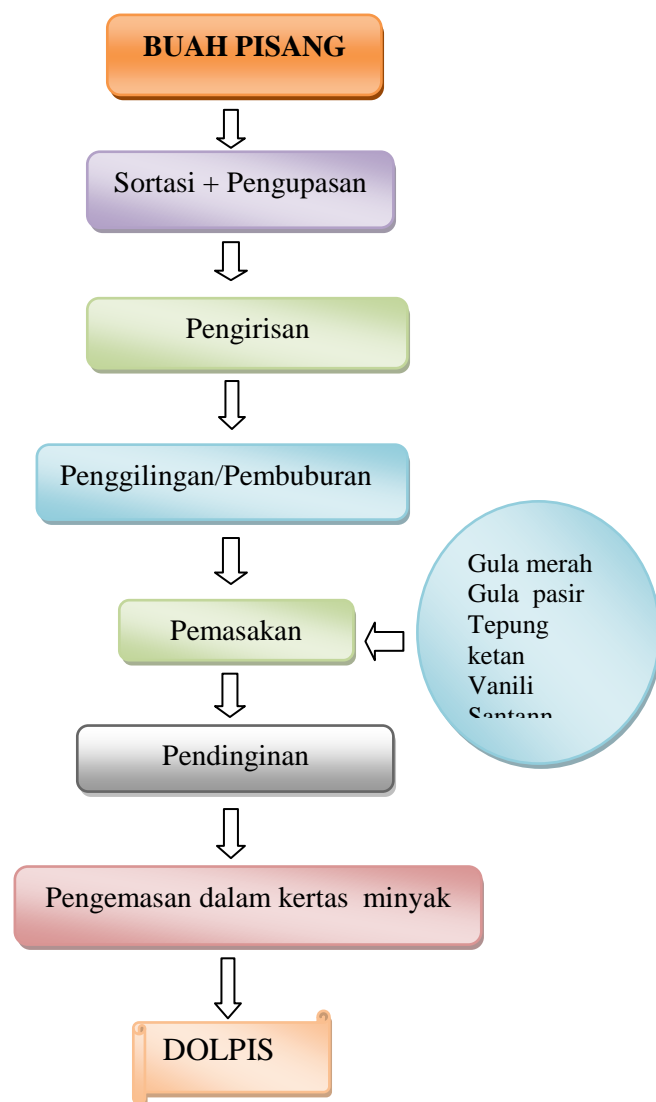 BUAH PISANG
Sortasi + Pengupasan
Pengirisan
Penggilingan/Pembuburan
Gula merah
Gula pasir
Tepung
ketan
Vanili
Santann
Pemasakan
Pendinginan
Pengemasan dalam kertas minyak
DOLPIS